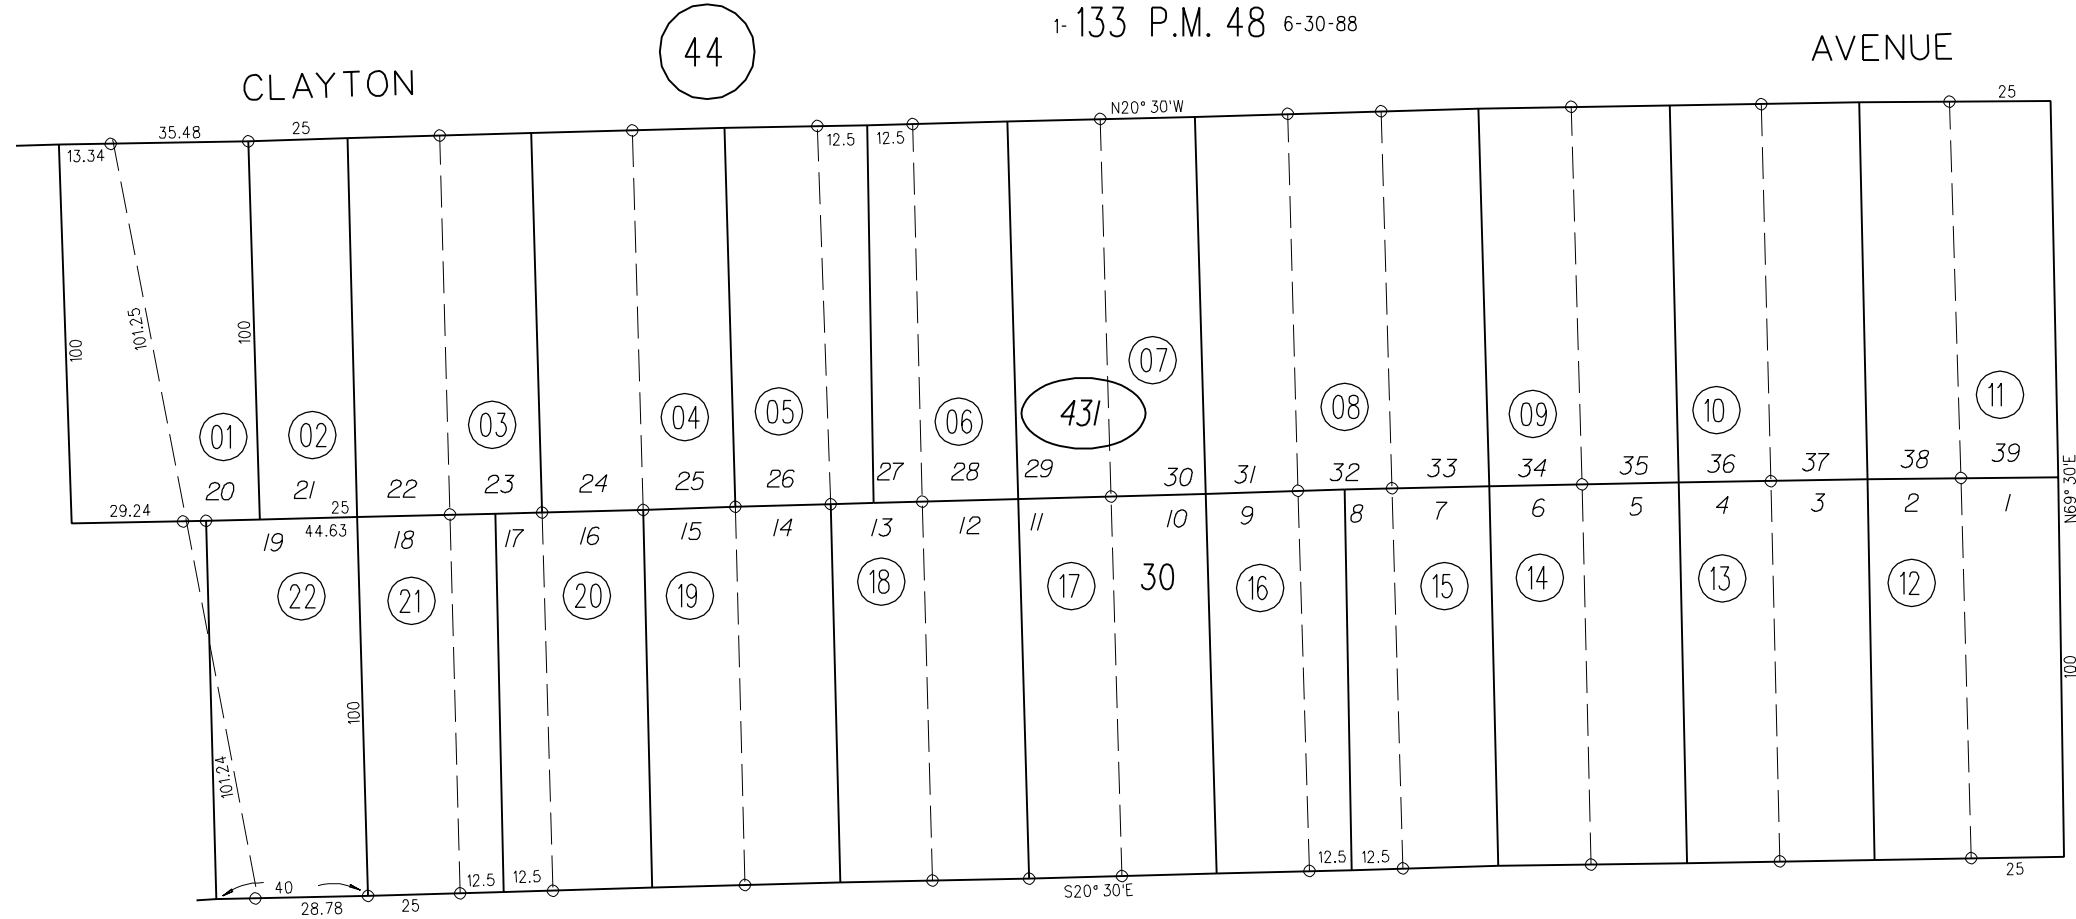 1- 133 P.M. 48 6-30-88
44
CLAYTON AVENUE
N20° 30'W
35.48 25 25
13.34 12.5 12.5
101.25 100 100
07
431
01 02 03 04 05 06 08 09 10 11
20 21 22 23 24 25 26 27 28 29 30 31 32 33 34 35 36 37 38 39
29.24 25
N69° 30'E
44.63
19 18 17 16 15 14 13 12 11 10 9 8 7 6 5 4 3 2 1
22 21 20 19 18 17 30 16 15 14 13 12
100 100
101.24
40 12.5 12.5 12.5 12.5
28.78 25 S20° 30'E 25